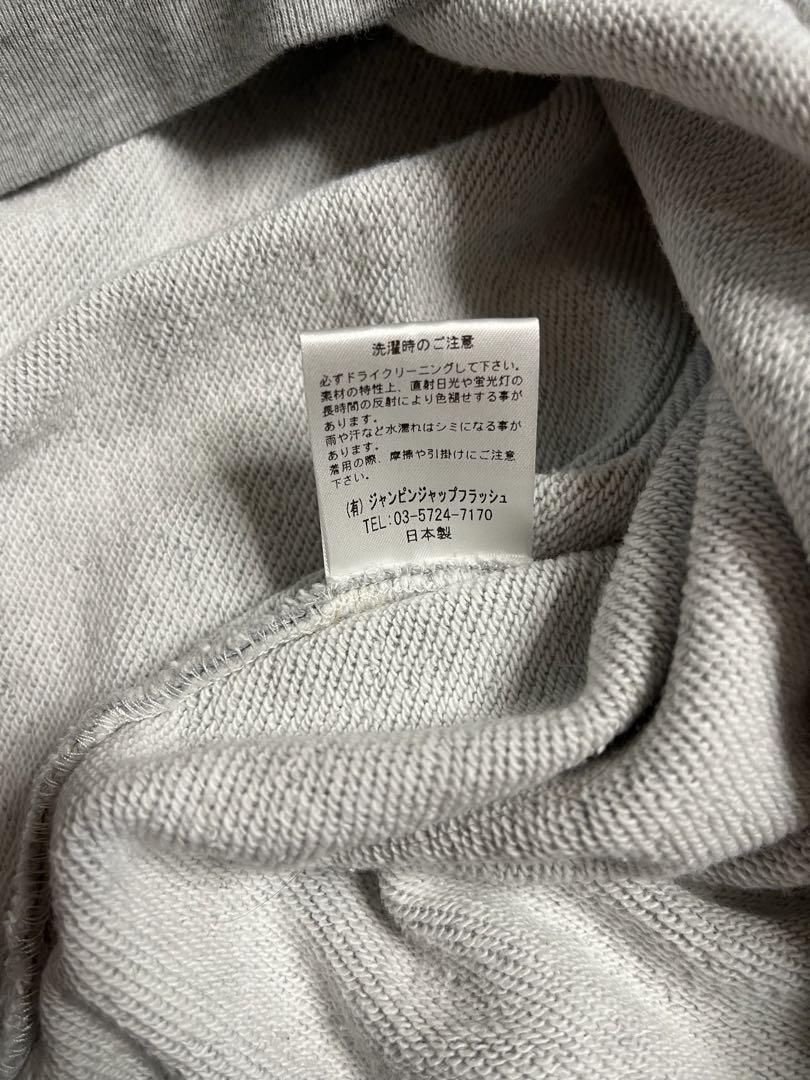 洗濯時のご注意
必ずドライクリーニングして下さい。
素材の特性上、直射日光や蛍光灯の
長時間の反射により色褪せする事が
あります。
雨や汗など水濡れはシミになる事が
あります。
着用の際、摩擦や引掛けにご注意
下さい。
(有)ジャンピンジャップフラッシュ
TEL:03-5724-7170
日本製